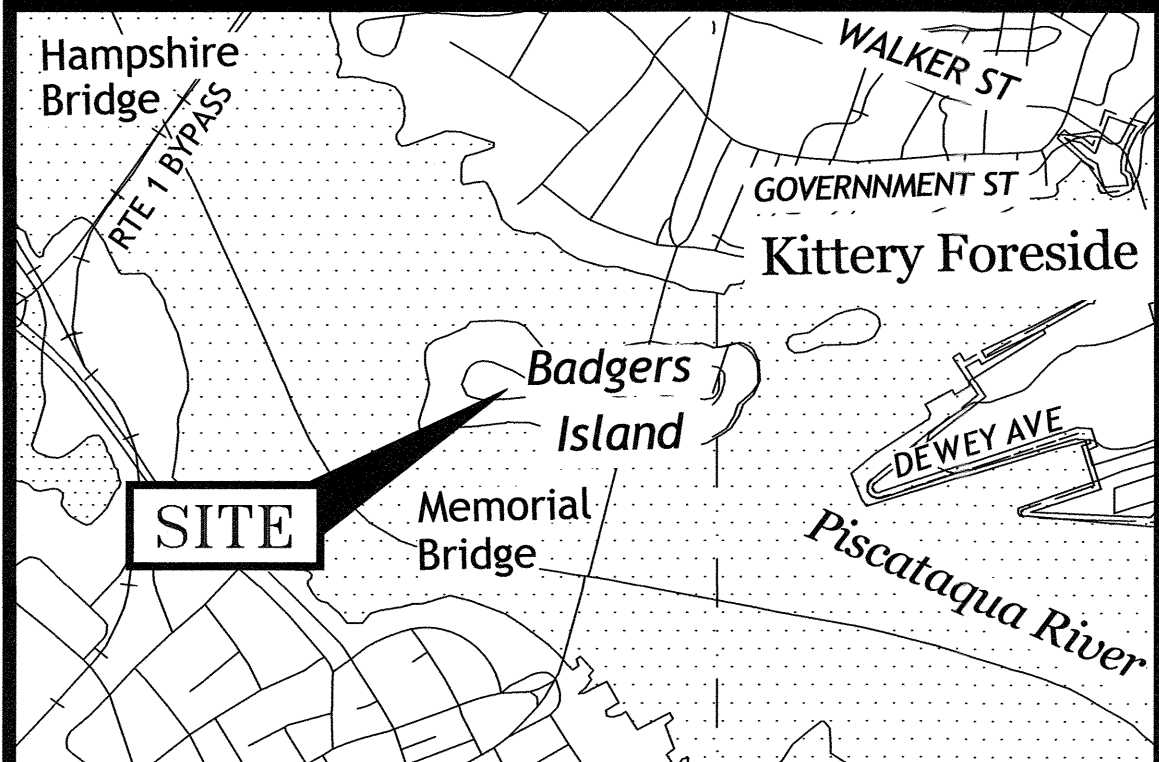 Hampshire
Bridge
RTE 1 BYPASS
WALKER ST
GOVERNNMENT ST
Kittery Foreside
Badgers
Island
DEWEY AVE
SITE
Memorial
Bridge
Piscataqua River